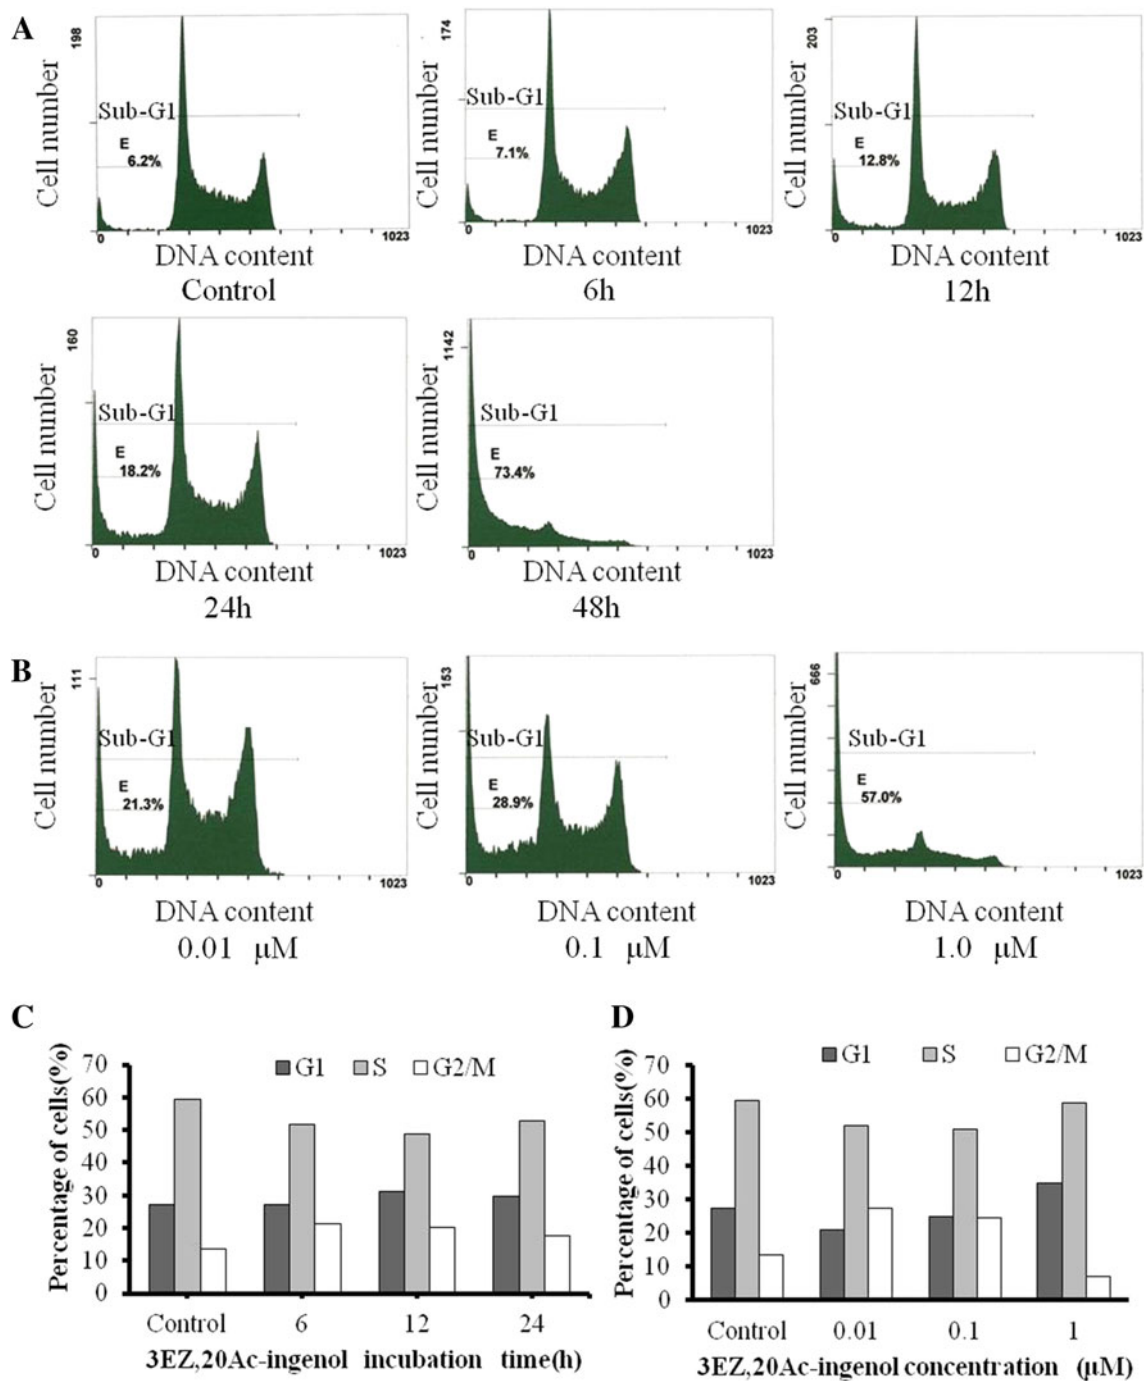 A
198
Cell number
Sub-G1
E
6.2%
0
1023
DNA content
Control
174
Cell number
Sub-G1
E
7.1%
0
1023
DNA content
6h
203
Cell number
Sub-G1
E
12.8%
0
1023
DNA content
12h
160
Cell number
Sub-G1
E
18.2%
0
1023
DNA content
24h
1142
Cell number
Sub-G1
E
73.4%
0
1023
DNA content
48h
B
111
Cell number
Sub-G1
E
21.3%
0
1023
DNA content
0.01 μM
153
Cell number
Sub-G1
E
28.9%
0
1023
DNA content
0.1 μM
666
Cell number
Sub-G1
E
57.0%
0
1023
DNA content
1.0 μM
C
Percentage of cells(%)
G1 S G2/M
70
60
50
40
30
20
10
0
Control 6 12 24
3EZ,20Ac-ingenol incubation time(h)
D
Percentage of cells(%)
G1 S G2/M
70
60
50
40
30
20
10
0
Control 0.01 0.1 1
3EZ,20Ac-ingenol concentration (μM)